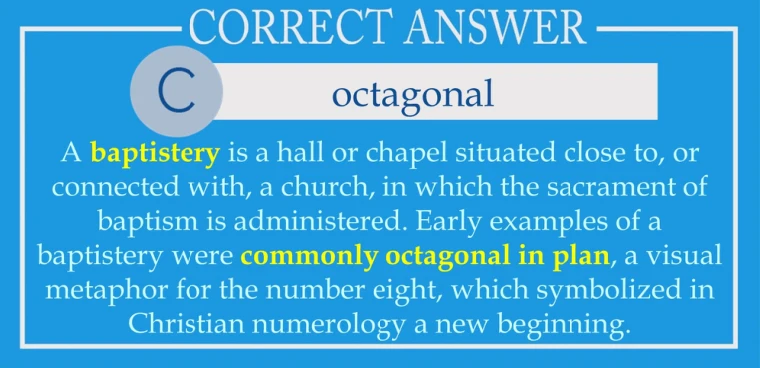 CORRECT ANSWER
C octagonal
A baptistery is a hall or chapel situated close to, or
connected with, a church, in which the sacrament of
baptism is administered. Early examples of a
baptistery were commonly octagonal in plan, a visual
metaphor for the number eight, which symbolized in
Christian numerology a new beginning.